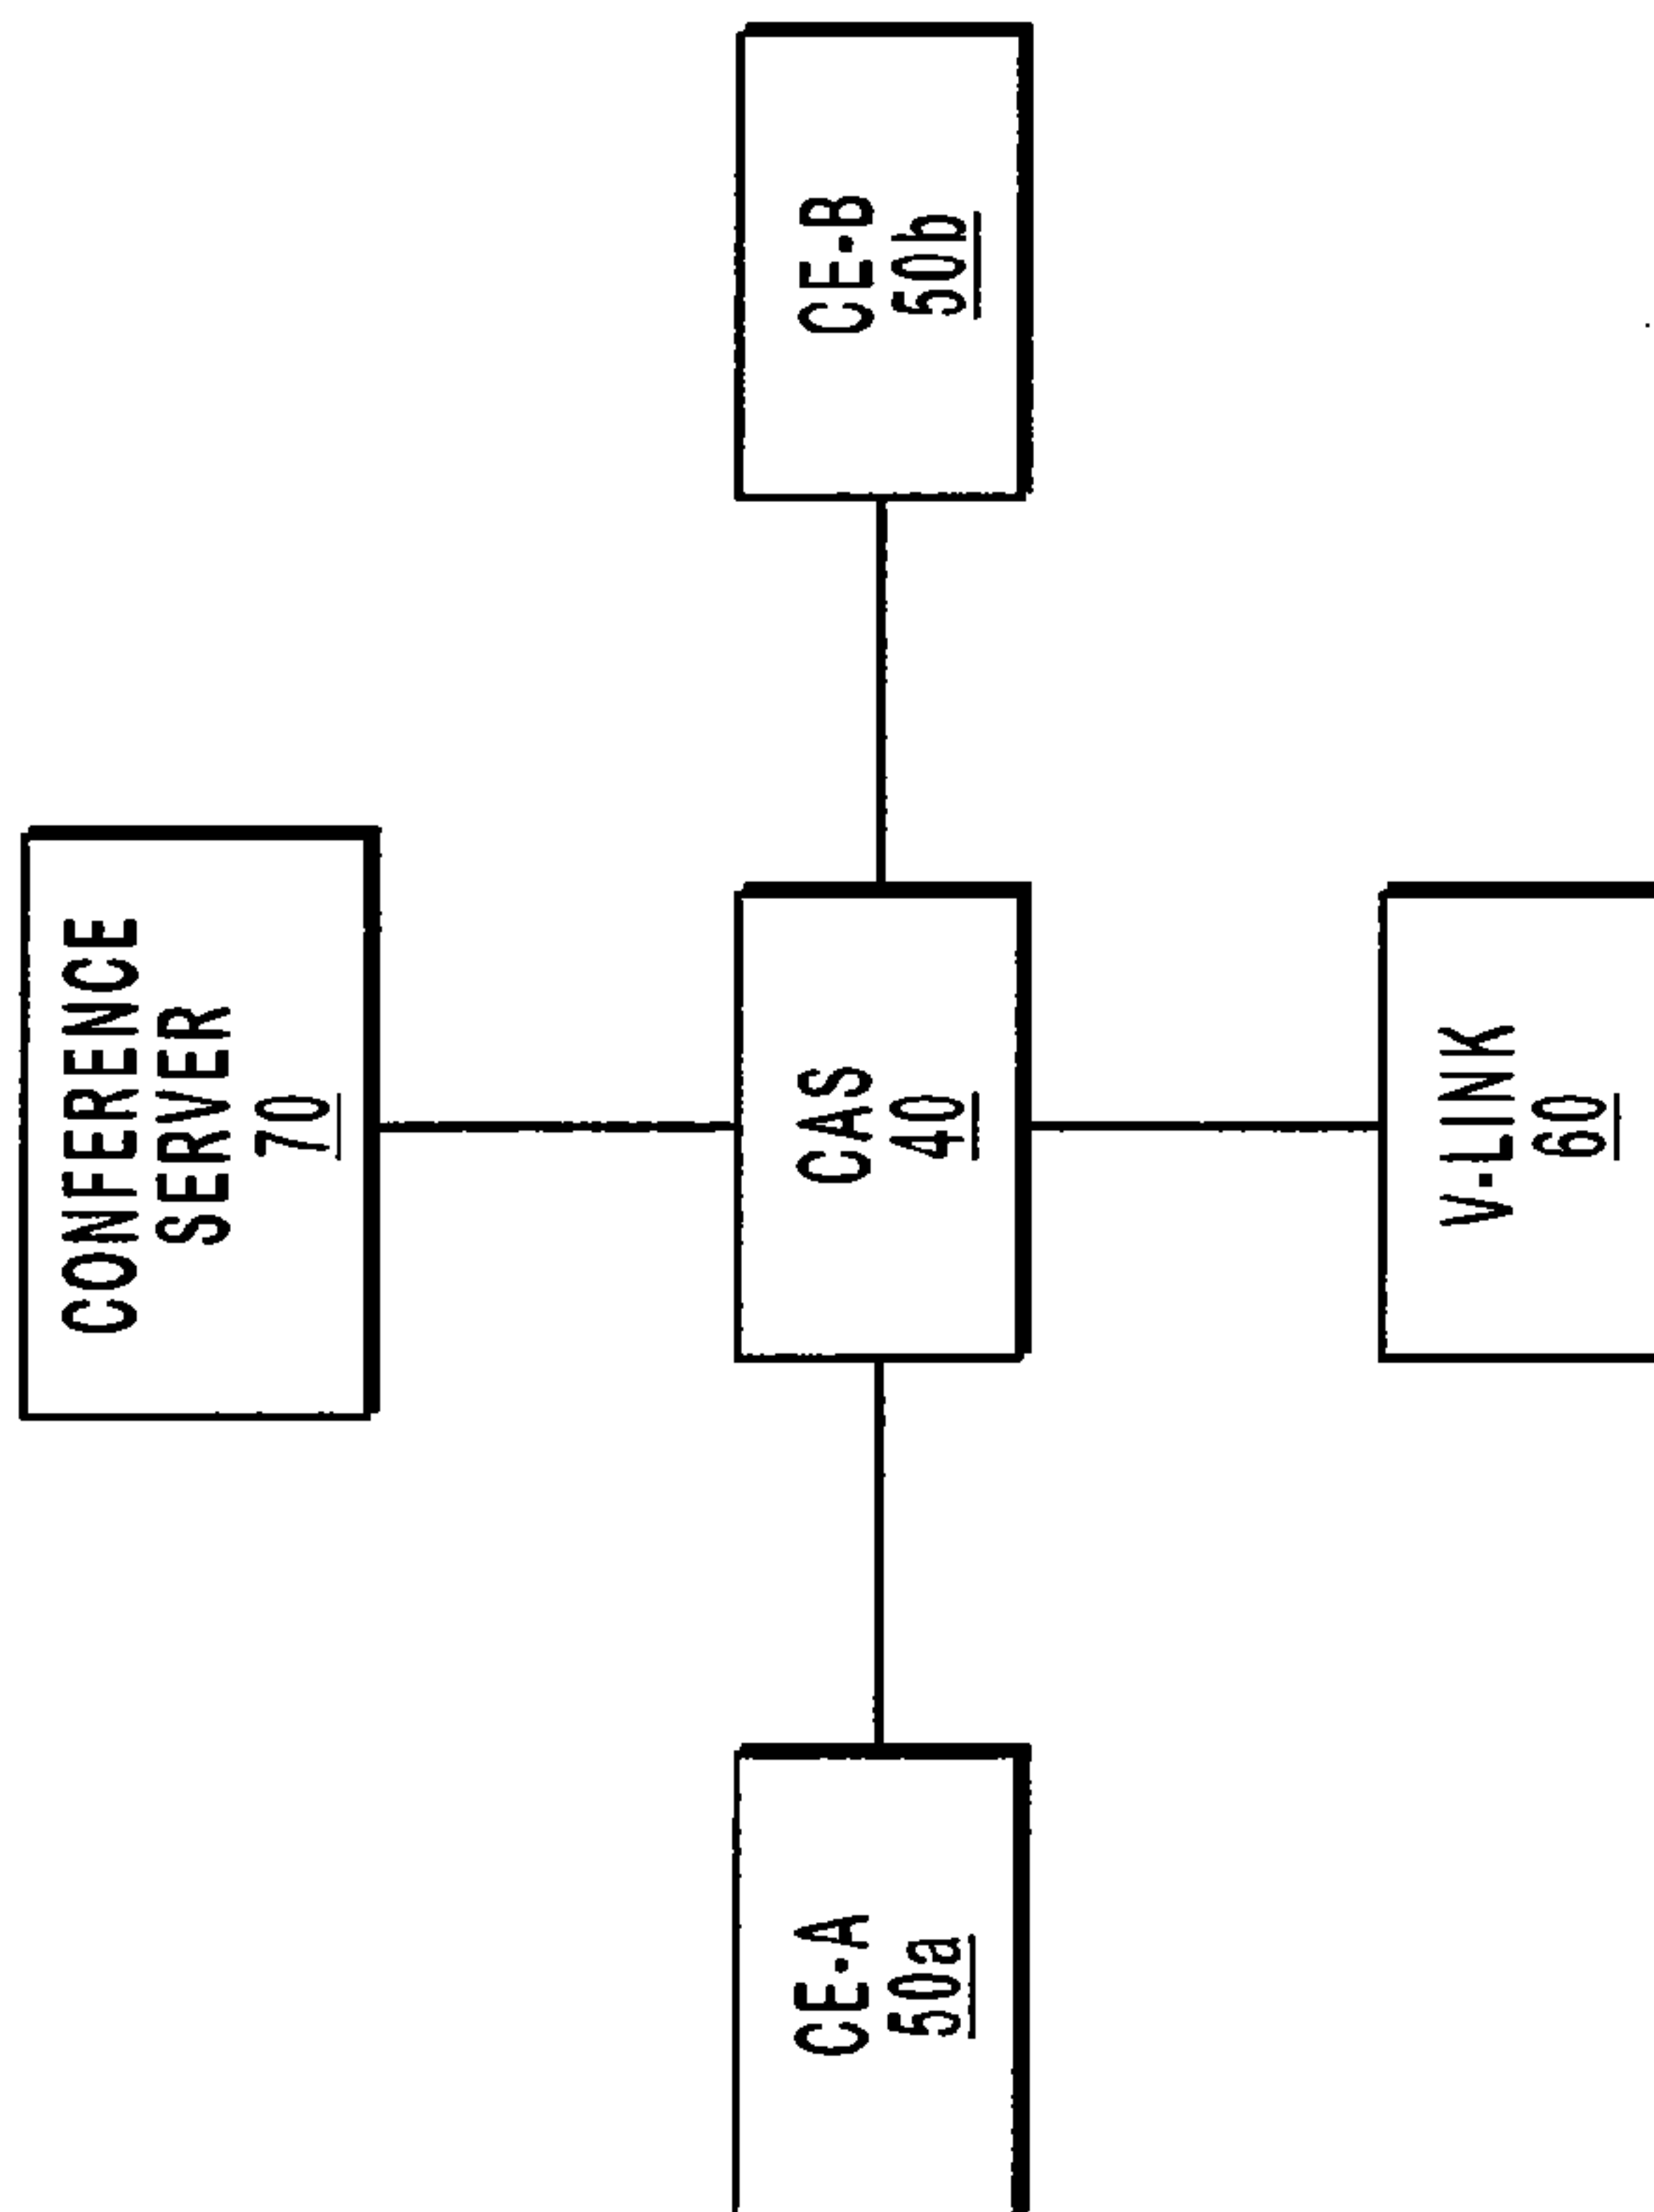 CONFERENCE
SERVER
70
CE-A
50a
CAS
40
CE-B
50b
V-LINK
60